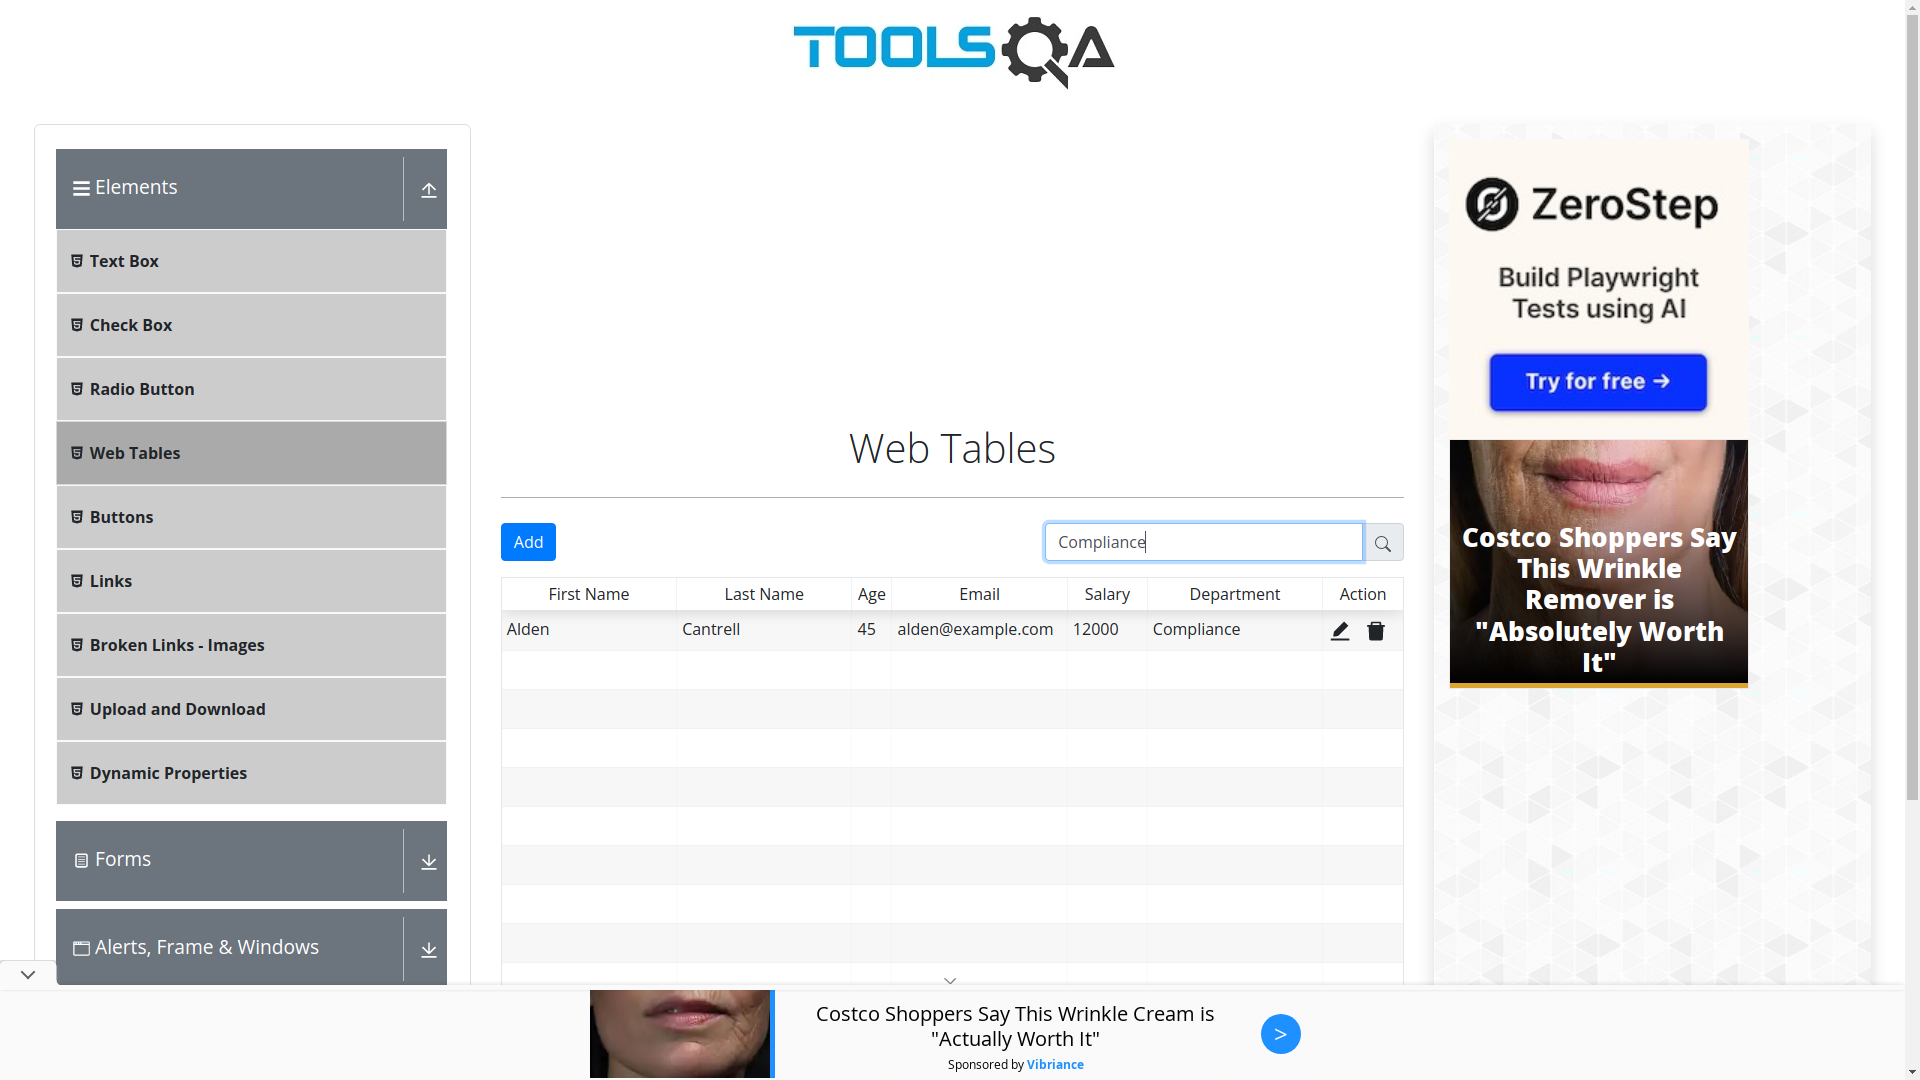 TOOLSQA
Elements
Text Box
Check Box
Radio Button
Web Tables
Buttons
Links
Broken Links - Images
Upload and Download
Dynamic Properties
Forms
Alerts, Frame & Windows
Web Tables
Add
Compliance
First Name Last Name Age Email Salary Department Action
Alden Cantrell 45 alden@example.com 12000 Compliance
ZeroStep
Build Playwright
Tests using AI
Try for free →
Costco Shoppers Say
This Wrinkle
Remover is
"Absolutely Worth
It"
Costco Shoppers Say This Wrinkle Cream is
"Actually Worth It"
Sponsored by Vibriance
>